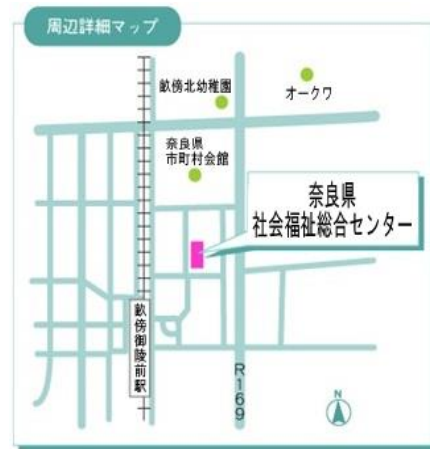 周辺詳細マップ
畝傍北幼稚園
オークワ
奈良県
市町村会館
奈良県
社会福祉総合センター
畝傍御陵前駅
R169
N